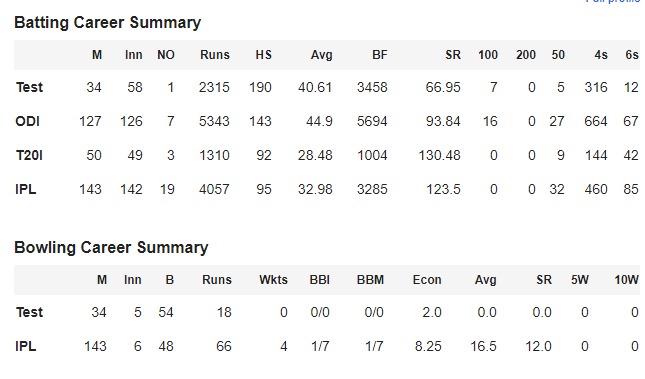 Full profile
Batting Career Summary
M Inn NO Runs HS Avg BF SR 100 200 50 4s 6s
Test 34 58 1 2315 190 40.61 3458 66.95 7 0 5 316 12
ODI 127 126 7 5343 143 44.9 5694 93.84 16 0 27 664 67
T20I 50 49 3 1310 92 28.48 1004 130.48 0 0 9 144 42
IPL 143 142 19 4057 95 32.98 3285 123.5 0 0 32 460 85
Bowling Career Summary
M Inn B Runs Wkts BBI BBM Econ Avg SR 5W 10W
Test 34 5 54 18 0 0/0 0/0 2.0 0.0 0.0 0 0
IPL 143 6 48 66 4 1/7 1/7 8.25 16.5 12.0 0 0